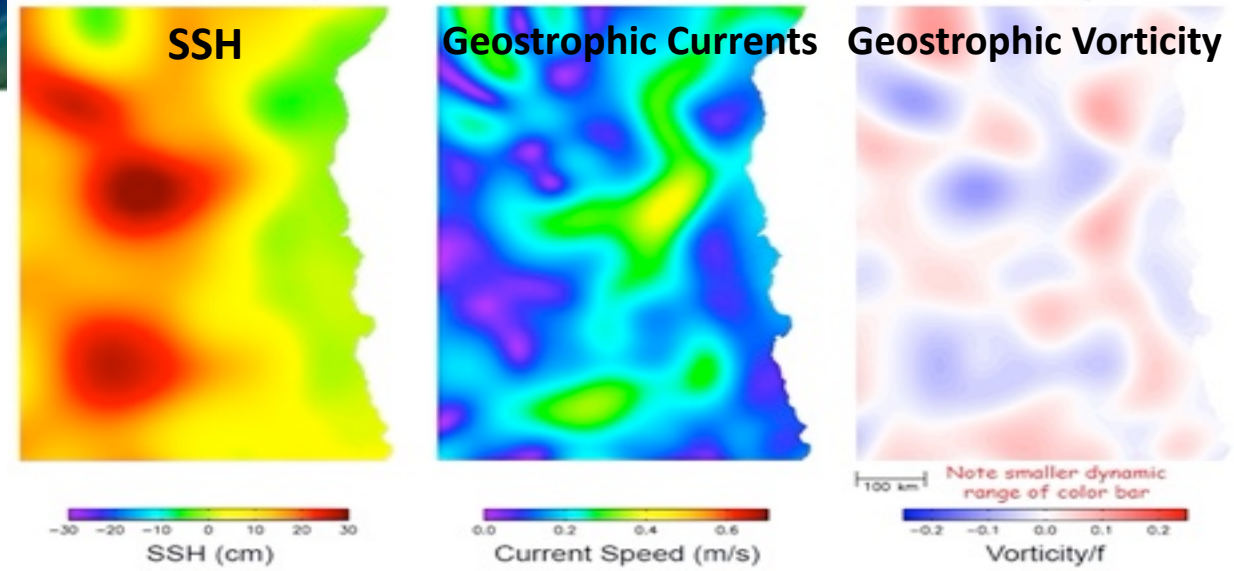 SSH
Geostrophic Currents
Geostrophic Vorticity
100 km
Note smaller dynamic
range of color bar
-30 -20 -10 0 10 20 30
SSH (cm)
0.0 0.2 0.4 0.6
Current Speed (m/s)
-0.2 -0.1 0.0 0.1 0.2
Vorticity/f